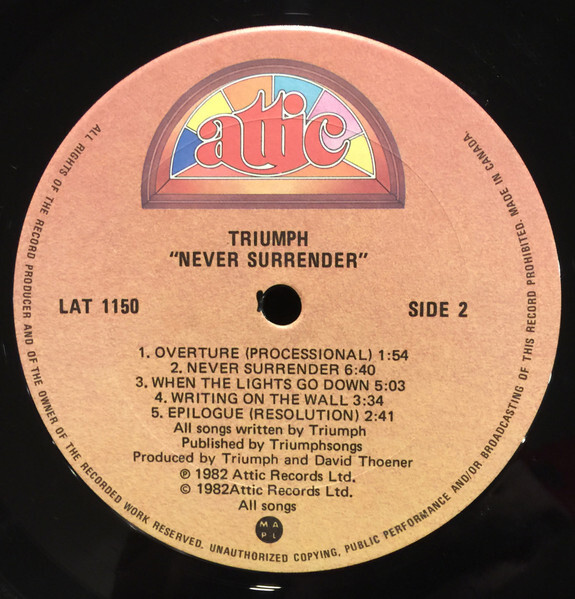 attic
TRIUMPH
"NEVER SURRENDER"
LAT 1150
SIDE 2
1. OVERTURE (PROCESSIONAL) 1:54
2. NEVER SURRENDER 6:40
3. WHEN THE LIGHTS GO DOWN 5:03
4. WRITING ON THE WALL 3:34
5. EPILOGUE (RESOLUTION) 2:41
All songs written by Triumph
Published by Triumphsongs
Produced by Triumph and David Thoener
℗ 1982 Attic Records Ltd.
© 1982Attic Records Ltd.
All songs
M A
P L
ALL RIGHTS OF THE RECORD PRODUCER AND OF THE OWNER OF THE RECORDED WORK RESERVED. UNAUTHORIZED COPYING, PUBLIC PERFORMANCE AND/OR BROADCASTING OF THIS RECORD PROHIBITED. MADE IN CANADA.